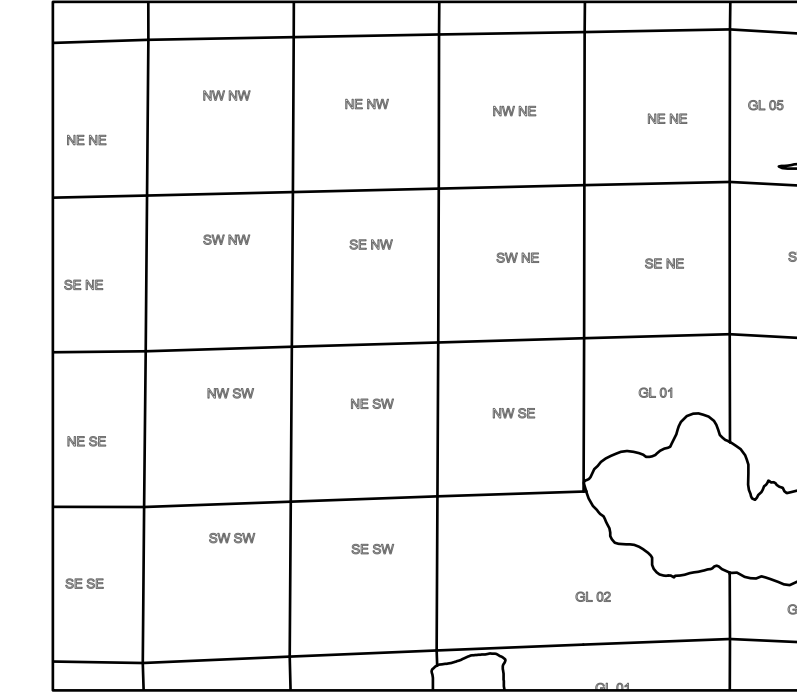 NW NW
NE NW
NW NE
NE NE
GL 05
NE NE
SW NW
SE NW
SW NE
SE NE
SE NE
NW SW
NE SW
NW SE
GL 01
NE SE
SW SW
SE SW
SE SE
GL 02
GL 01